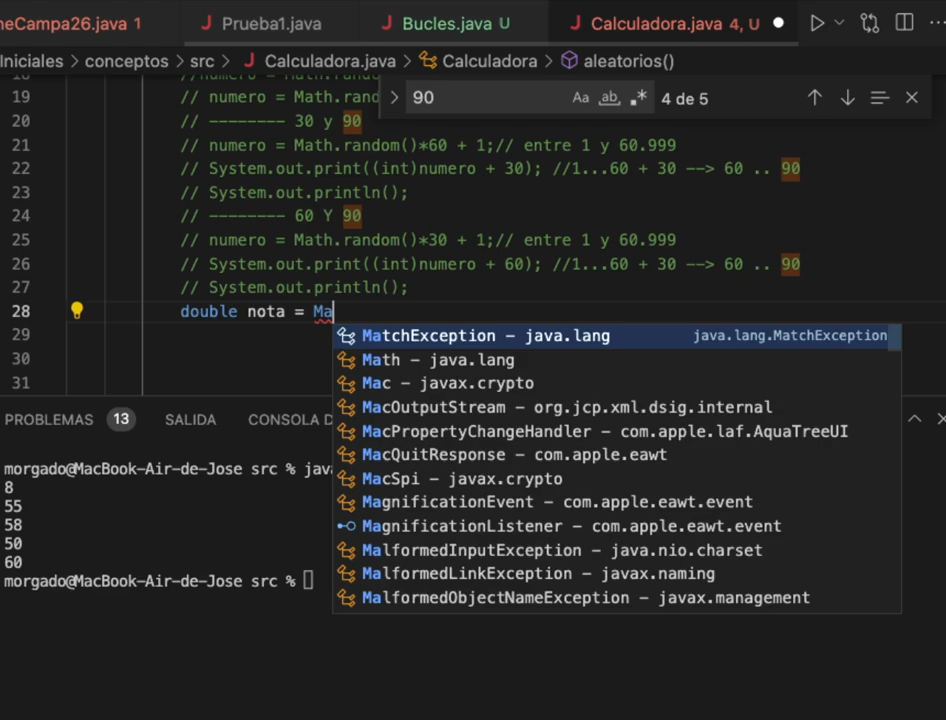 neCampa26.java 1 Prueba1.java Bucles.java U Calculadora.java 4, U
Iniciales > conceptos > src > Calculadora.java > Calculadora > aleatorios()
90 Aa ab .* 4 de 5
18 //numero = Math.random
19 // numero = Math.rand
20 // -------- 30 y 90
21 // numero = Math.random()*60 + 1;// entre 1 y 60.999
22 // System.out.print((int)numero + 30); //1...60 + 30 --> 60 .. 90
23 // System.out.println();
24 // -------- 60 Y 90
25 // numero = Math.random()*30 + 1;// entre 1 y 60.999
26 // System.out.print((int)numero + 60); //1...60 + 30 --> 60 .. 90
27 // System.out.println();
28 double nota = Ma
29
30
31
MatchException – java.lang java.lang.MatchException
Math – java.lang
Mac – javax.crypto
MacOutputStream – org.jcp.xml.dsig.internal
MacPropertyChangeHandler – com.apple.laf.AquaTreeUI
MacQuitResponse – com.apple.eawt
MacSpi – javax.crypto
MagnificationEvent – com.apple.eawt.event
MagnificationListener – com.apple.eawt.event
MalformedInputException – java.nio.charset
MalformedLinkException – javax.naming
MalformedObjectNameException – javax.management
PROBLEMAS 13 SALIDA CONSOLA D
morgado@MacBook-Air-de-Jose src % java
8
55
58
50
60
morgado@MacBook-Air-de-Jose src %